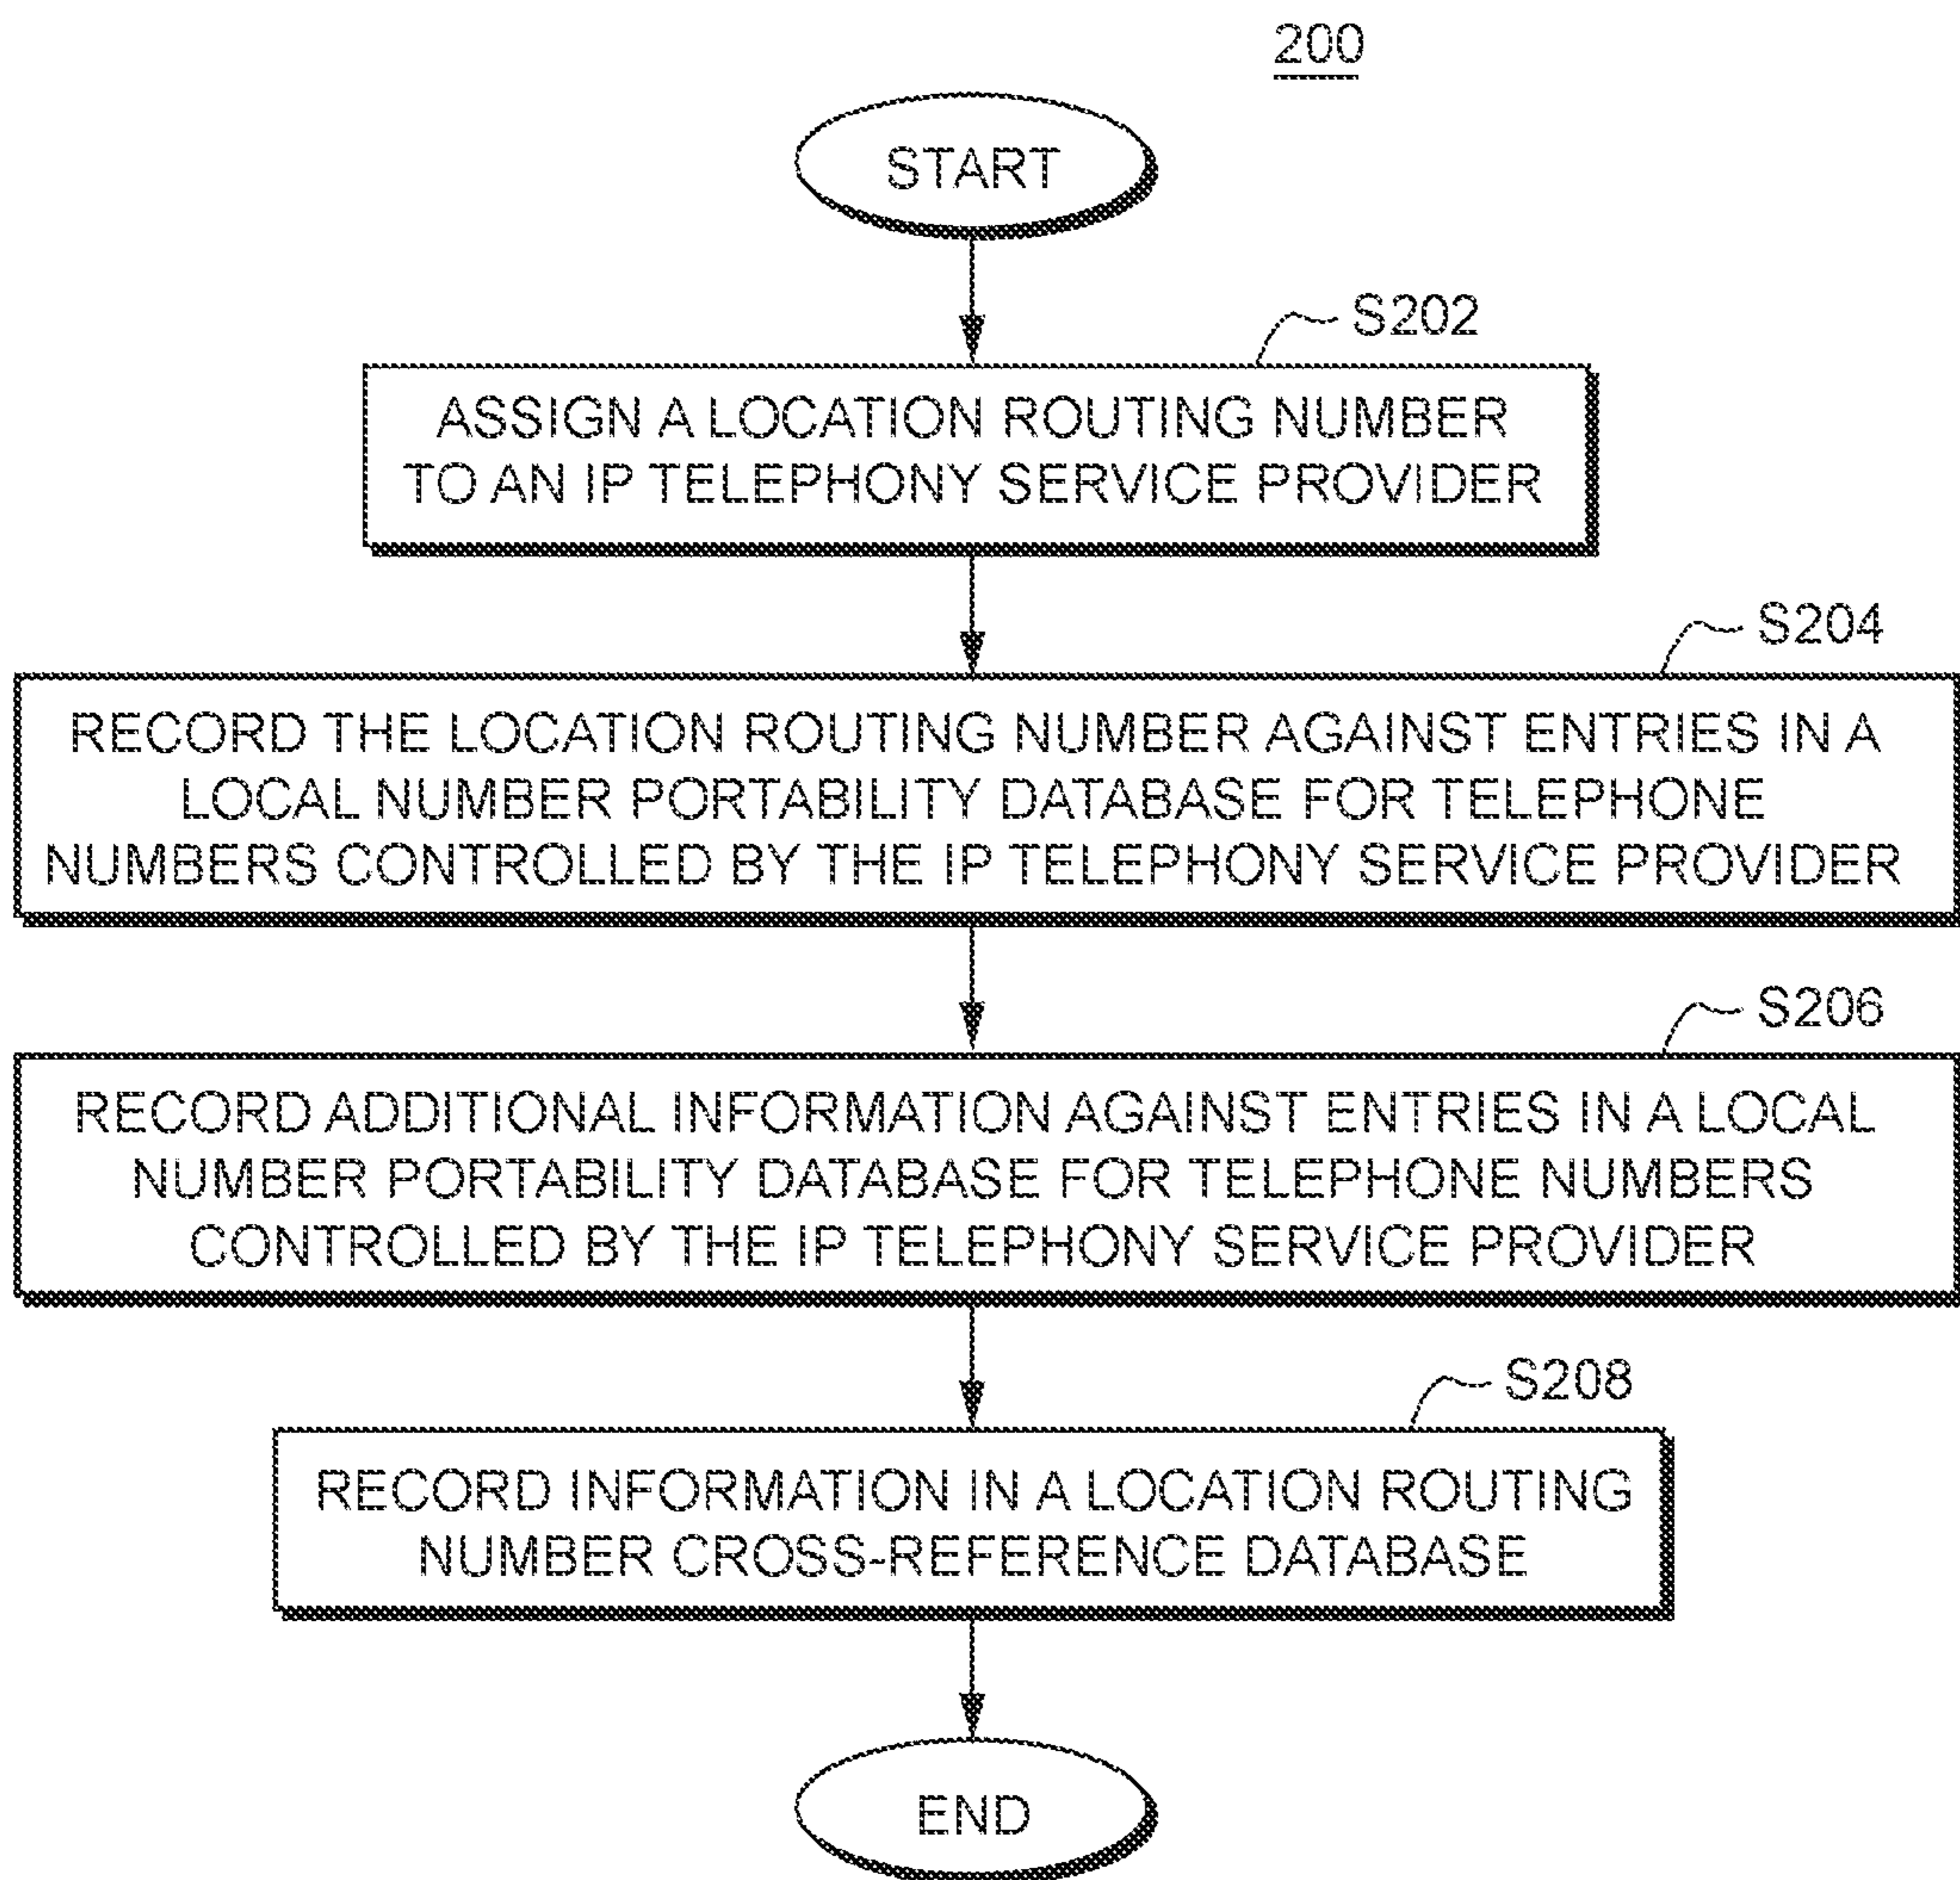 200
START
S202
ASSIGN A LOCATION ROUTING NUMBER
TO AN IP TELEPHONY SERVICE PROVIDER
S204
RECORD THE LOCATION ROUTING NUMBER AGAINST ENTRIES IN A
LOCAL NUMBER PORTABILITY DATABASE FOR TELEPHONE
NUMBERS CONTROLLED BY THE IP TELEPHONY SERVICE PROVIDER
S206
RECORD ADDITIONAL INFORMATION AGAINST ENTRIES IN A LOCAL
NUMBER PORTABILITY DATABASE FOR TELEPHONE NUMBERS
CONTROLLED BY THE IP TELEPHONY SERVICE PROVIDER
S208
RECORD INFORMATION IN A LOCATION ROUTING
NUMBER CROSS-REFERENCE DATABASE
END